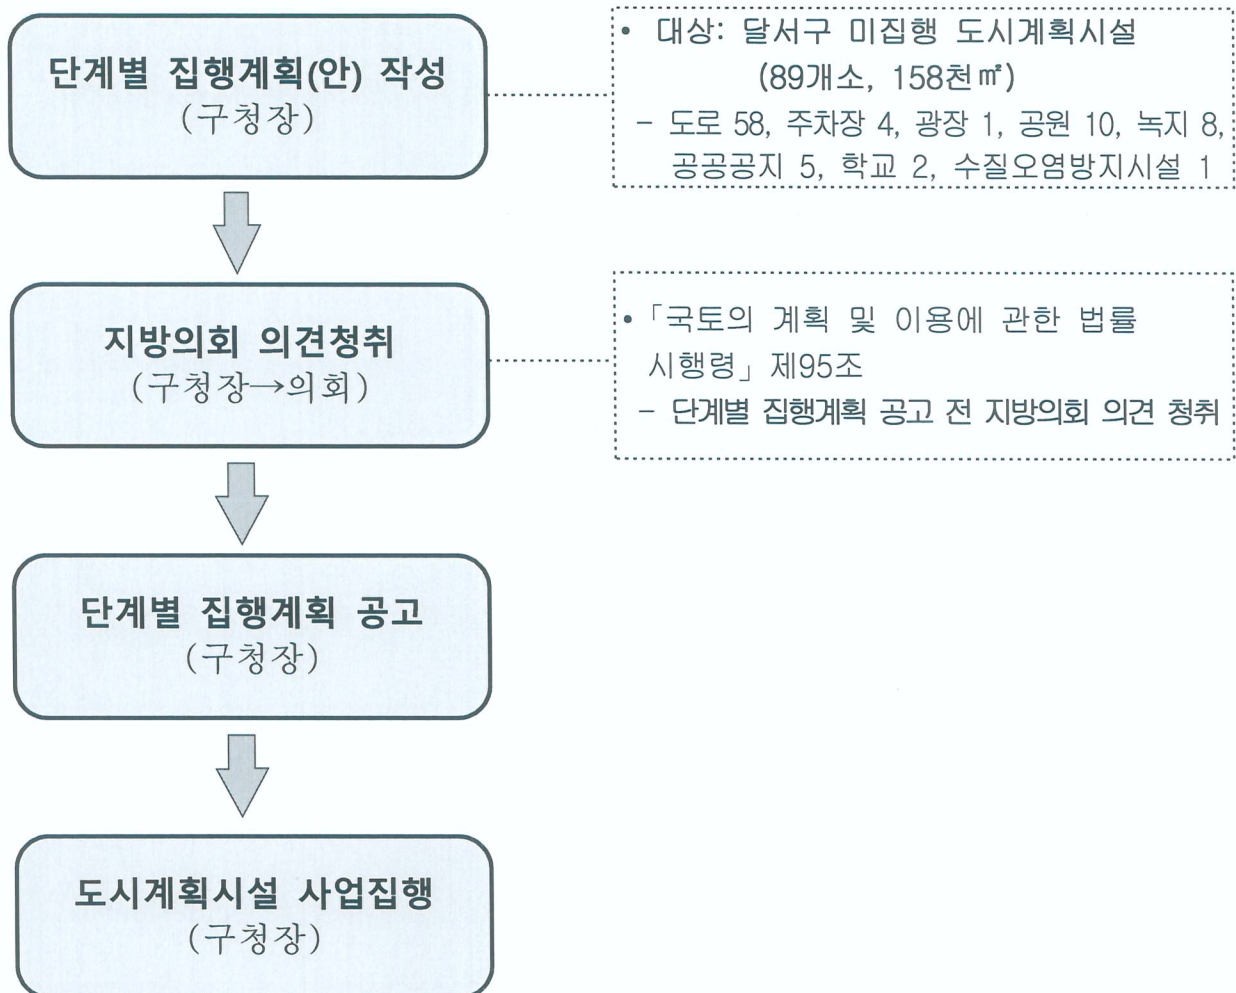 단계별 집행계획(안) 작성
(구청장)
• 대상: 달서구 미집행 도시계획시설
(89개소, 158천㎡)
- 도로 58, 주차장 4, 광장 1, 공원 10, 녹지 8,
공공공지 5, 학교 2, 수질오염방지시설 1
지방의회 의견청취
(구청장→의회)
•「국토의 계획 및 이용에 관한 법률
시행령」제95조
- 단계별 집행계획 공고 전 지방의회 의견 청취
단계별 집행계획 공고
(구청장)
도시계획시설 사업집행
(구청장)